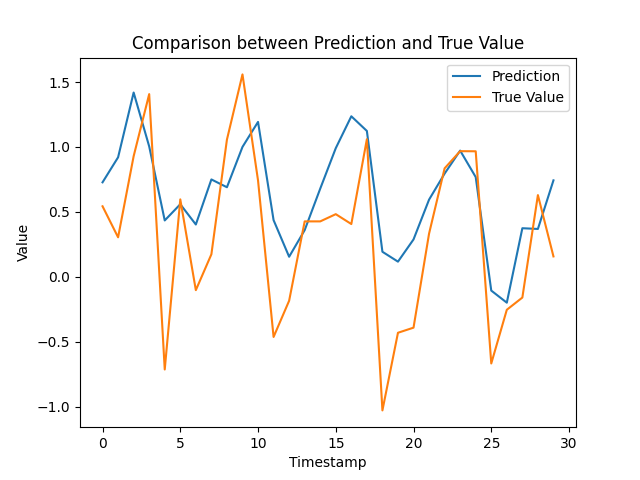 Comparison between Prediction and True Value
Prediction
True Value
Value
1.5
1.0
0.5
0.0
−0.5
−1.0
0 5 10 15 20 25 30
Timestamp